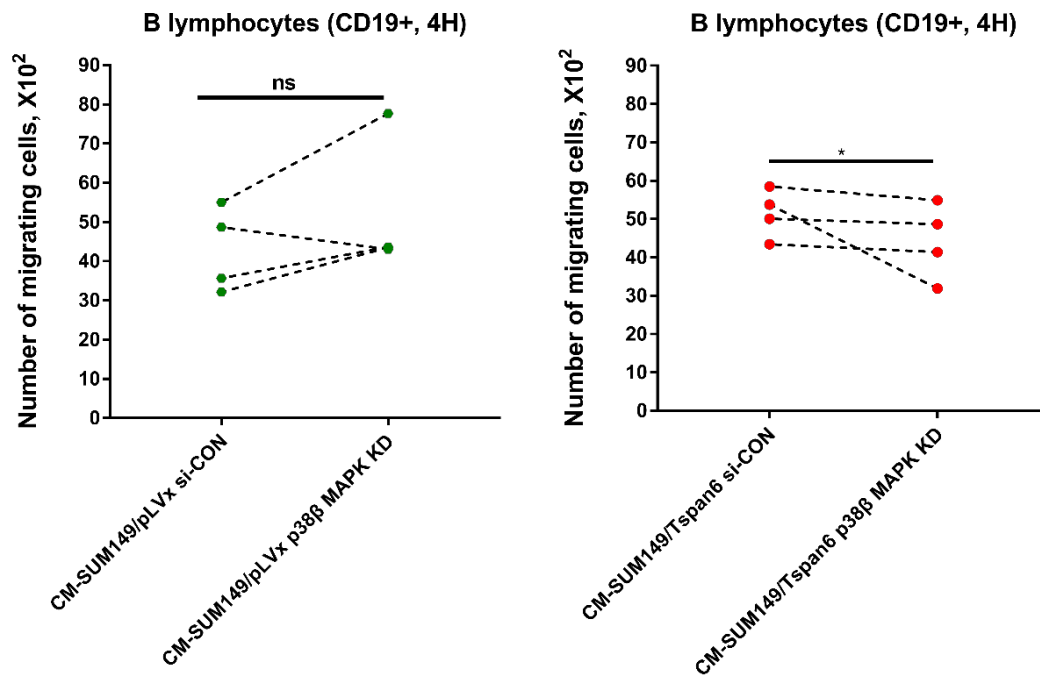 B lymphocytes (CD19+, 4H)
Number of migrating cells, X10²
90
80
70
60
50
40
30
20
10
0
ns
CM-SUM149/pLVx si-CON
CM-SUM149/pLVx p38β MAPK KD
B lymphocytes (CD19+, 4H)
Number of migrating cells, X10²
90
80
70
60
50
40
30
20
10
0
*
CM-SUM149/Tspan6 si-CON
CM-SUM149/Tspan6 p38β MAPK KD